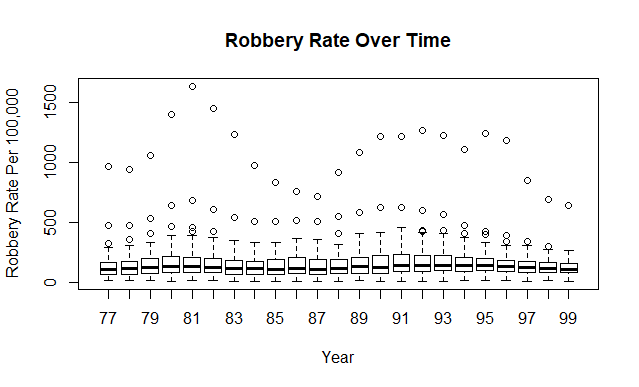 Robbery Rate Over Time
Robbery Rate Per 100,000
1500
1000
500
0
77 79 81 83 85 87 89 91 93 95 97 99
Year